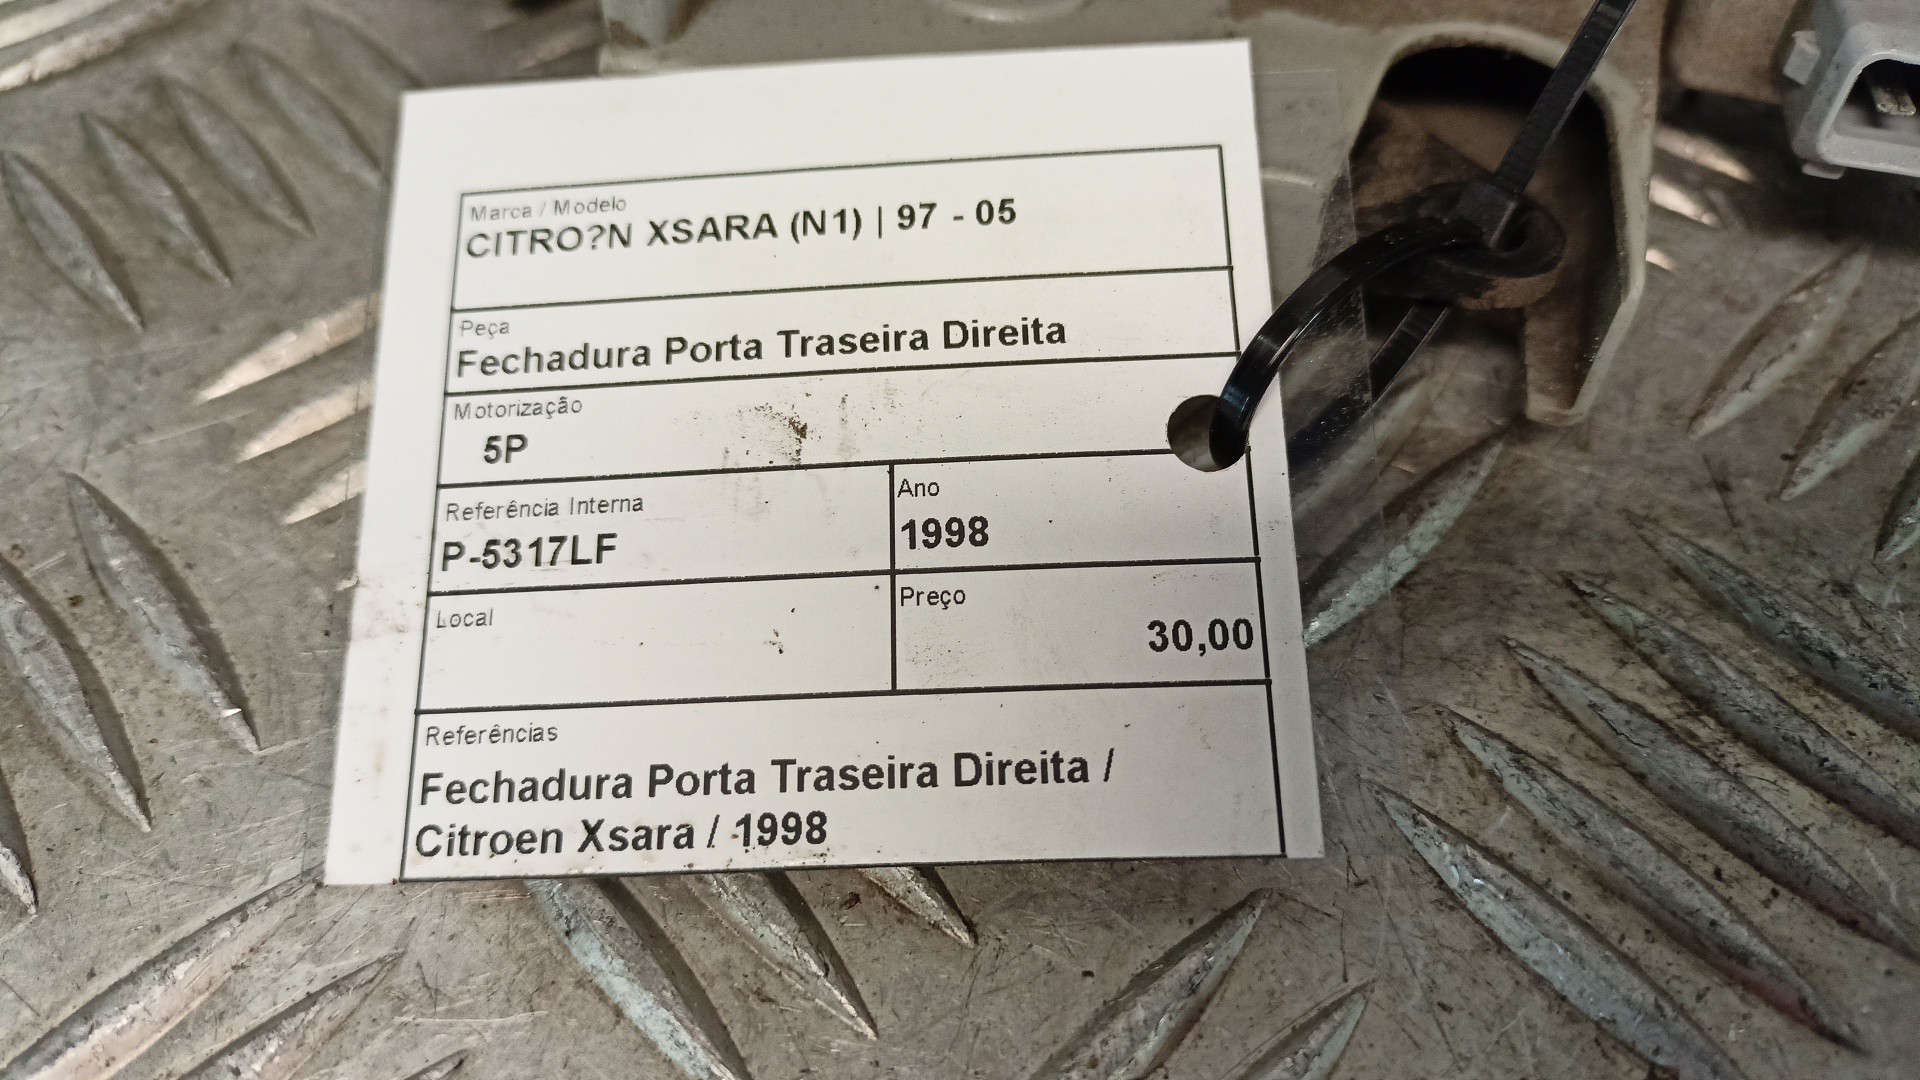 Marca / Modelo
CITRO?N XSARA (N1) | 97 - 05
Peça
Fechadura Porta Traseira Direita
Motorização
5P
Referência Interna
P-5317LF
Ano
1998
Local
Preço
30,00
Referências
Fechadura Porta Traseira Direita /
Citroen Xsara / 1998